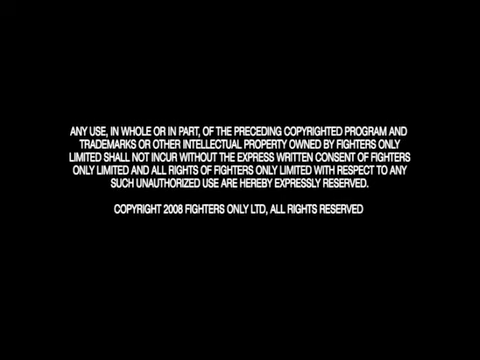 ANY USE, IN WHOLE OR IN PART, OF THE PRECEDING COPYRIGHTED PROGRAM AND
TRADEMARKS OR OTHER INTELLECTUAL PROPERTY OWNED BY FIGHTERS ONLY
LIMITED SHALL NOT INCUR WITHOUT THE EXPRESS WRITTEN CONSENT OF FIGHTERS
ONLY LIMITED AND ALL RIGHTS OF FIGHTERS ONLY LIMITED WITH RESPECT TO ANY
SUCH UNAUTHORIZED USE ARE HEREBY EXPRESSLY RESERVED.
COPYRIGHT 2008 FIGHTERS ONLY LTD, ALL RIGHTS RESERVED